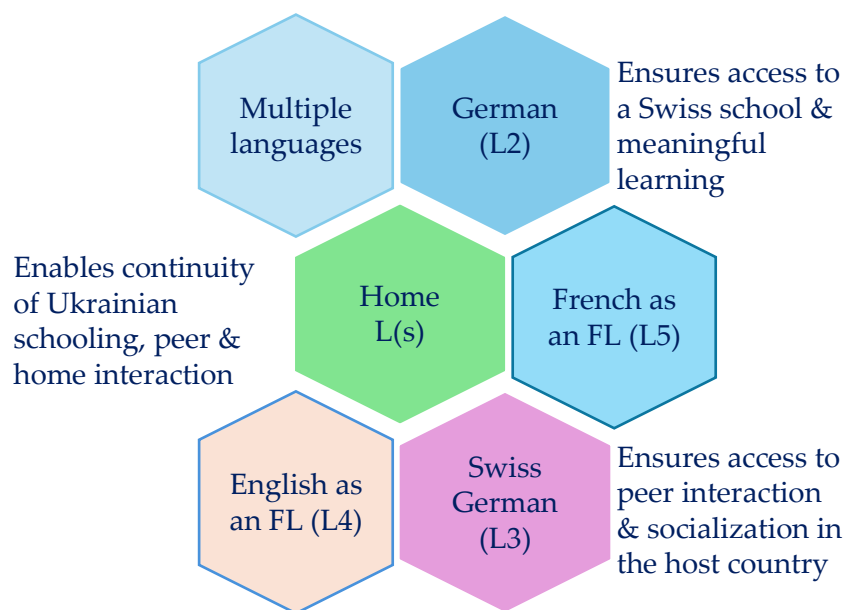 Multiple
languages
German
(L2)
Ensures access to
a Swiss school &
meaningful
learning
Enables continuity
of Ukrainian
schooling, peer &
home interaction
Home
L(s)
French as
an FL (L5)
English as
an FL (L4)
Swiss
German
(L3)
Ensures access to
peer interaction
& socialization in
the host country